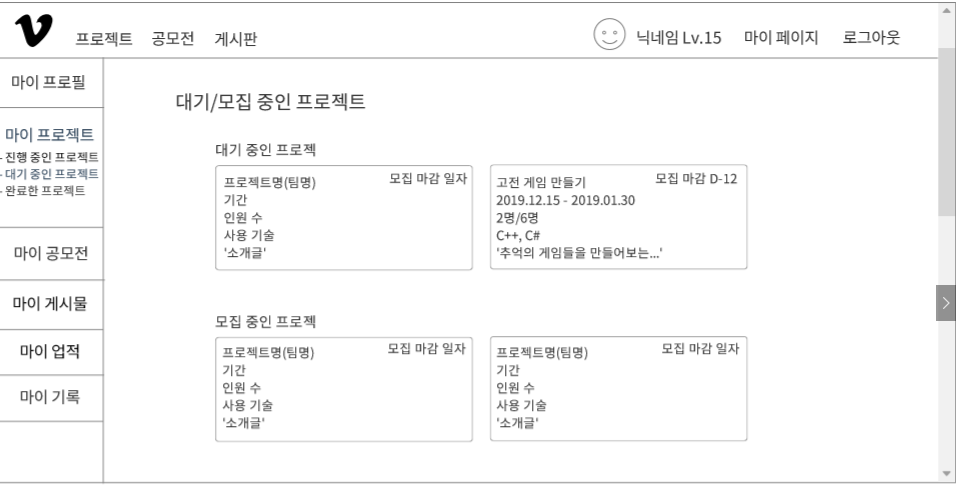 프로젝트 공모전 게시판 닉네임 Lv.15 마이 페이지 로그아웃
마이 프로필
마이 프로젝트
- 진행 중인 프로젝트
- 대기 중인 프로젝트
- 완료한 프로젝트
마이 공모전
마이 게시물
마이 업적
마이 기록
대기/모집 중인 프로젝트
대기 중인 프로젝
프로젝트명(팀명) 모집 마감 일자
기간
인원 수
사용 기술
'소개글'
고전 게임 만들기 모집 마감 D-12
2019.12.15 - 2019.01.30
2명/6명
C++, C#
'추억의 게임들을 만들어보는...'
모집 중인 프로젝
프로젝트명(팀명) 모집 마감 일자
기간
인원 수
사용 기술
'소개글'
프로젝트명(팀명) 모집 마감 일자
기간
인원 수
사용 기술
'소개글'